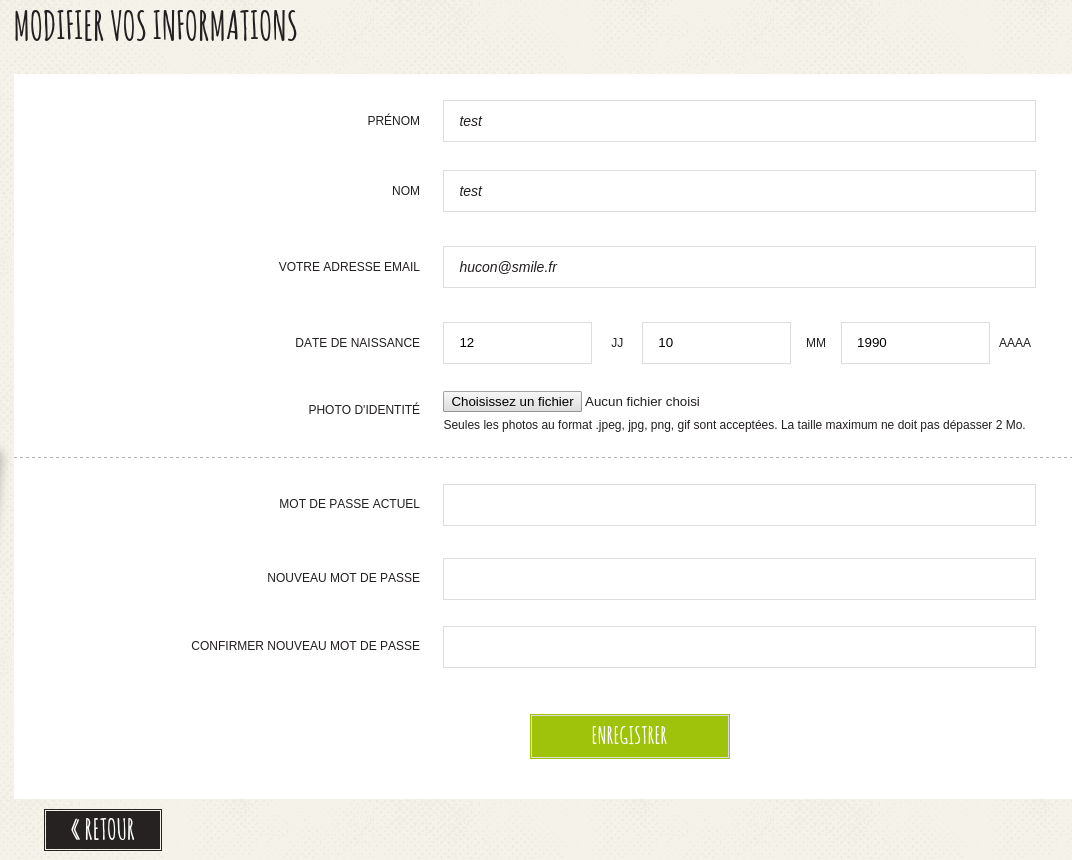 MODIFIER VOS INFORMATIONS
PRÉNOM test
NOM test
VOTRE ADRESSE EMAIL hucon@smile.fr
DATE DE NAISSANCE 12 JJ 10 MM 1990 AAAA
PHOTO D'IDENTITÉ Choisissez un fichier Aucun fichier choisi
Seules les photos au format .jpeg, jpg, png, gif sont acceptées. La taille maximum ne doit pas dépasser 2 Mo.
MOT DE PASSE ACTUEL
NOUVEAU MOT DE PASSE
CONFIRMER NOUVEAU MOT DE PASSE
ENREGISTRER
« RETOUR